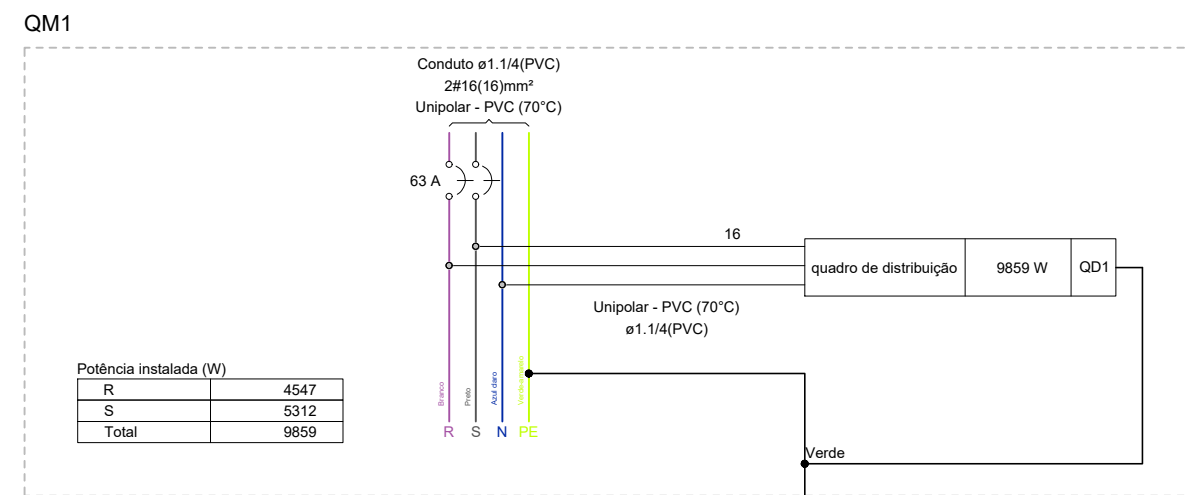 QM1
Conduto ø1.1/4(PVC)
2#16(16)mm²
Unipolar - PVC (70°C)
63 A
16
quadro de distribuição
9859 W
QD1
Unipolar - PVC (70°C)
ø1.1/4(PVC)
Potência instalada (W)
R 4547
S 5312
Total 9859
Branco
Preto
Azul claro
R S N PE
Verde